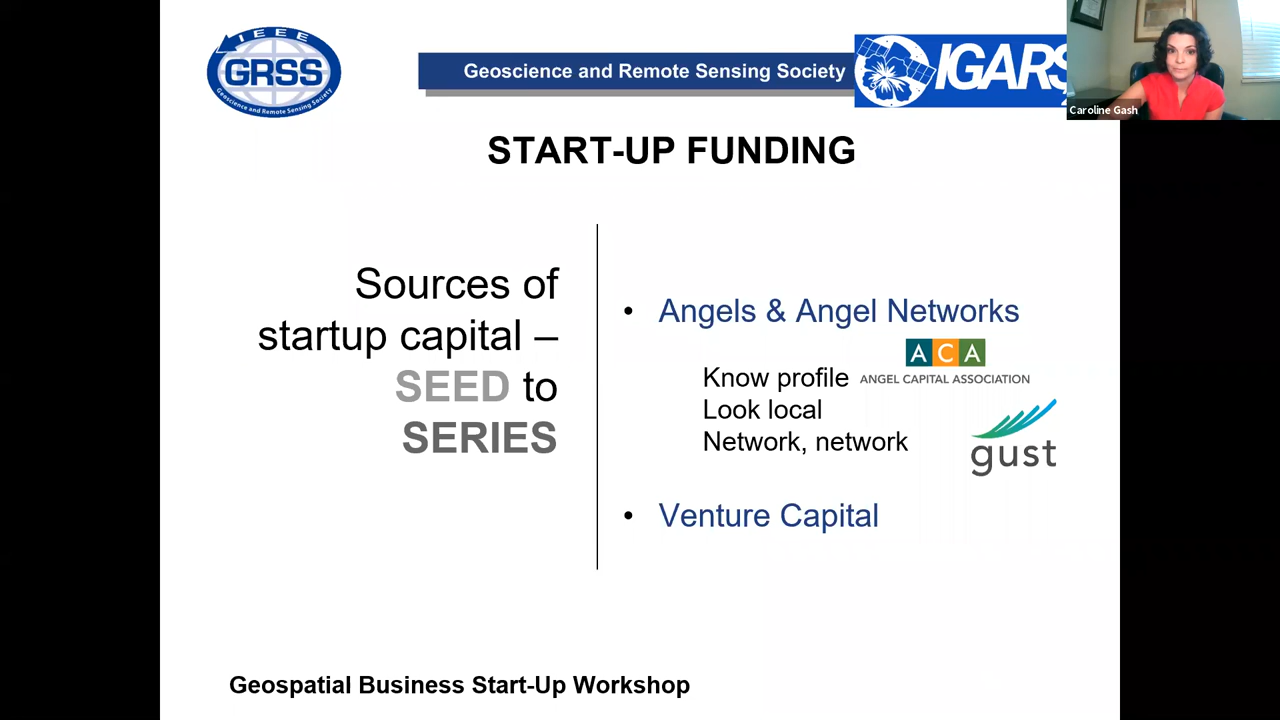 IEEE
GRSS
Geoscience and Remote Sensing Society
Geoscience and Remote Sensing Society
IGARS
Caroline Gash
START-UP FUNDING
Sources of
startup capital –
SEED to
SERIES
• Angels & Angel Networks
ACA
ANGEL CAPITAL ASSOCIATION
Know profile
Look local
Network, network
gust
• Venture Capital
Geospatial Business Start-Up Workshop